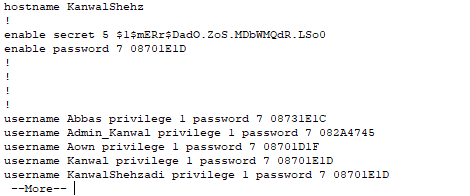 hostname KanwalShehz
!
enable secret 5 $1$mERr$DadO.ZoS.MDbWMQdR.LSo0
enable password 7 08701E1D
!
!
!
!
username Abbas privilege 1 password 7 08731E1C
username Admin_Kanwal privilege 1 password 7 082A4745
username Aown privilege 1 password 7 08701D1F
username Kanwal privilege 1 password 7 08701E1D
username KanwalShehzadi privilege 1 password 7 08701E1D
--More--